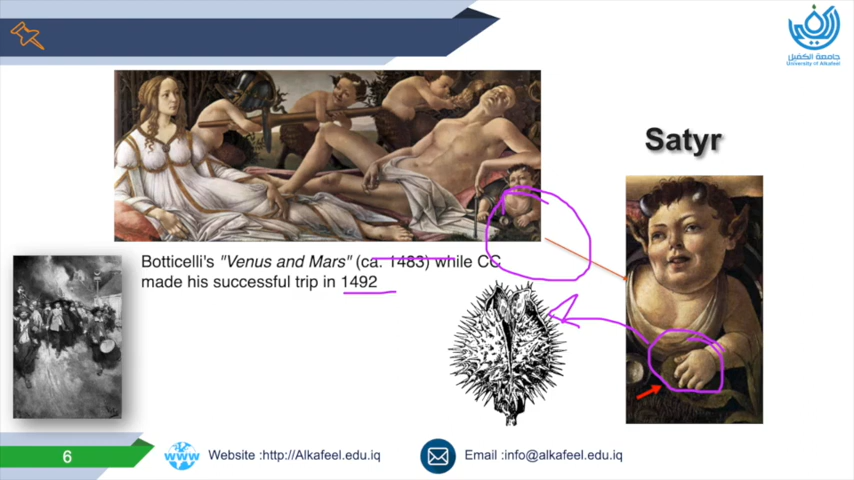 جامعة الكفيل
University of Alkafeel
Satyr
Botticelli's "Venus and Mars" (ca. 1483) while CC
made his successful trip in 1492
6
www
Website :http://Alkafeel.edu.iq
Email :info@alkafeel.edu.iq